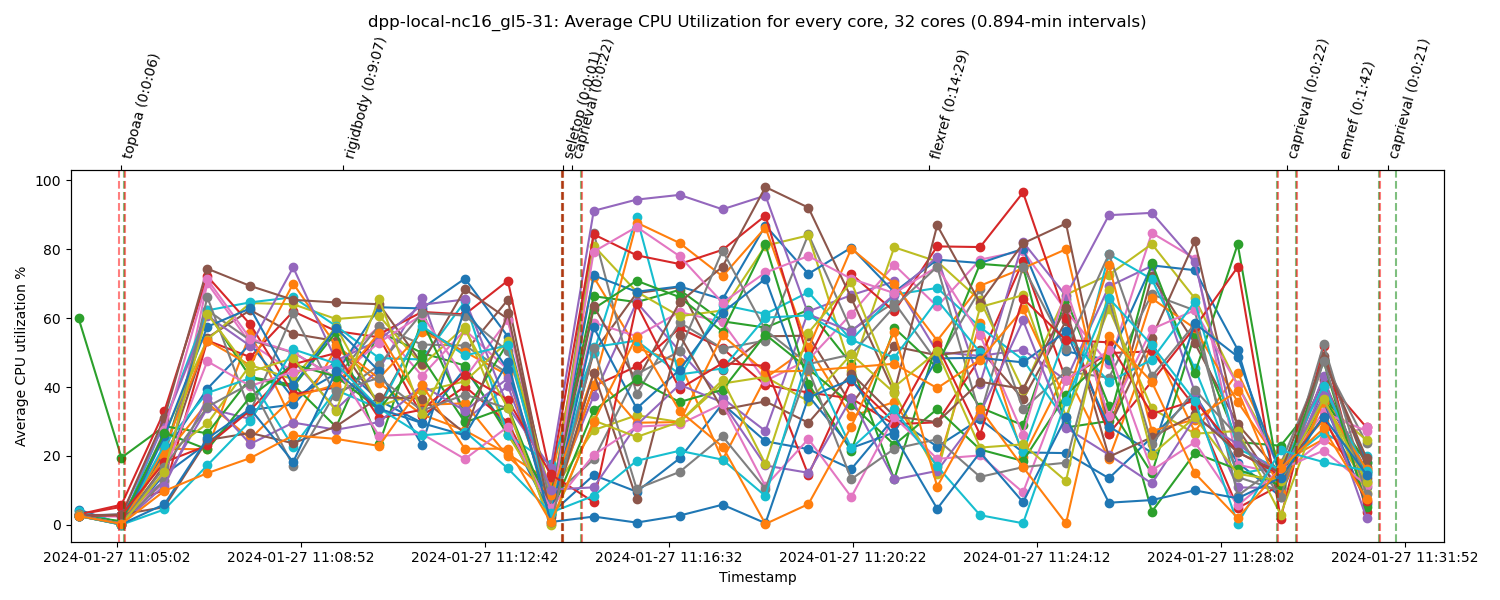 dpp-local-nc16_gl5-31: Average CPU Utilization for every core, 32 cores (0.894-min intervals)
topoaa (0:0:06)
rigidbody (0:9:07)
seletop (0:0:01)
caprieval (0:0:22)
flexref (0:14:29)
caprieval (0:0:22)
emref (0:1:42)
caprieval (0:0:21)
Average CPU utilization %
100
80
60
40
20
0
2024-01-27 11:05:02 2024-01-27 11:08:52 2024-01-27 11:12:42 2024-01-27 11:16:32 2024-01-27 11:20:22 2024-01-27 11:24:12 2024-01-27 11:28:02 2024-01-27 11:31:52
Timestamp